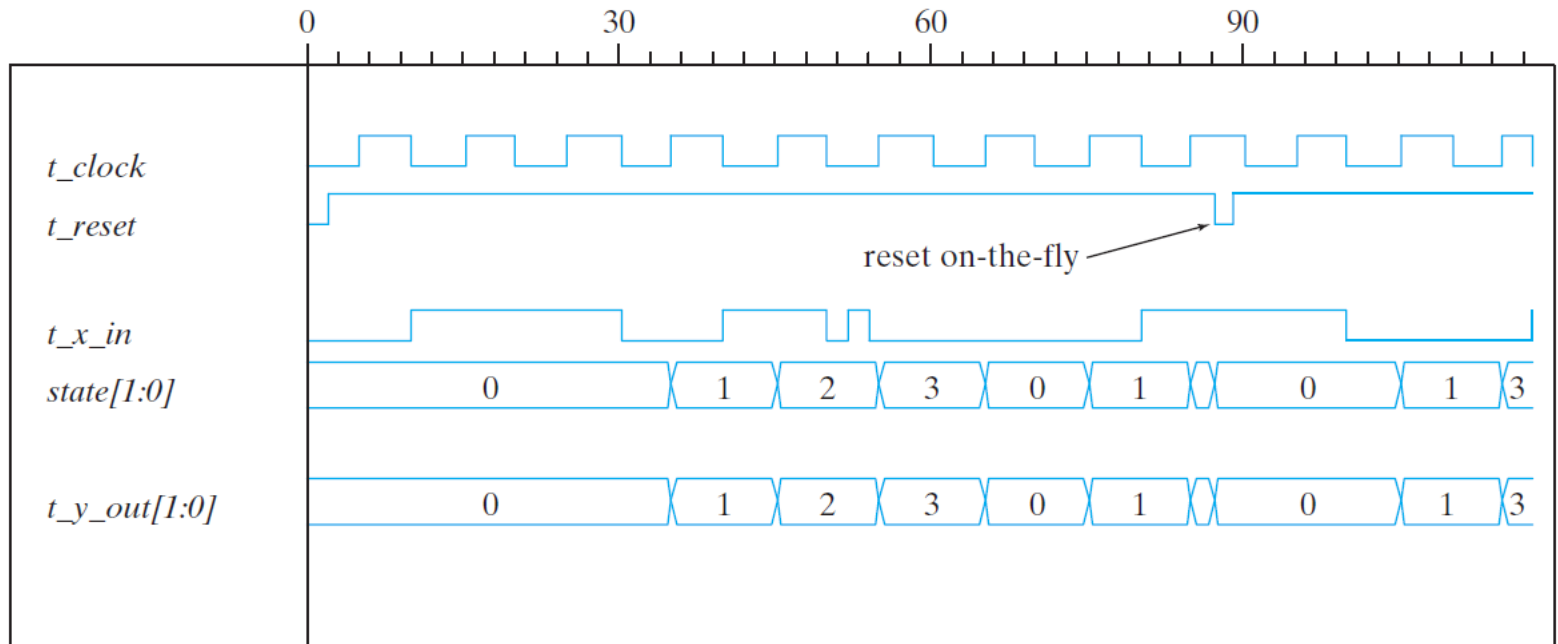 0 30 60 90
t_clock
t_reset
reset on-the-fly
t_x_in
state[1:0] 0 1 2 3 0 1 0 1 3
t_y_out[1:0] 0 1 2 3 0 1 0 1 3